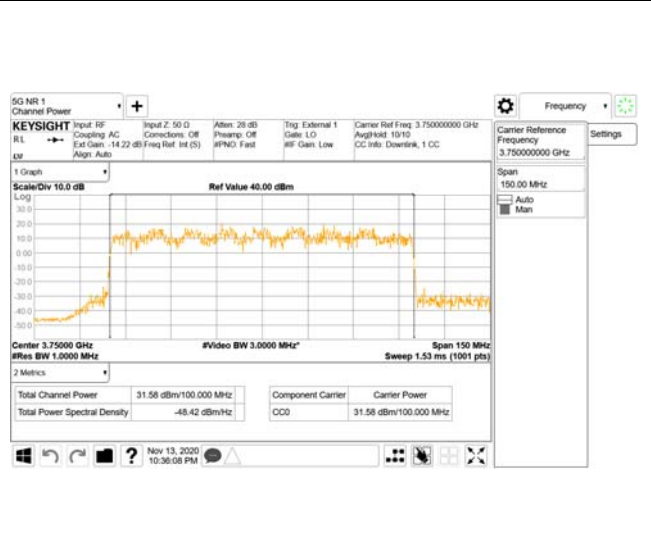 5G NR 1
Channel Power
KEYSIGHT
RL
LM
Input: RF
Coupling: AC
Ext Gain: -14.22 dB
Align: Auto
Input Z: 50 Ω
Corrections: Off
Freq Ref: Int (S)
Atten: 28 dB
Preamp: Off
#PNO: Fast
Trig: External 1
Gate: LO
#IF Gain: Low
Carrier Ref Freq: 3.750000000 GHz
Avg|Hold: 10/10
CC Info: Downlink, 1 CC
1 Graph
Scale/Div 10.0 dB
Ref Value 40.00 dBm
Log
30.0
20.0
10.0
0.00
-10.0
-20.0
-30.0
-40.0
-50.0
Center 3.75000 GHz
#Video BW 3.0000 MHz*
Span 150 MHz
#Res BW 1.0000 MHz
Sweep 1.53 ms (1001 pts)
2 Metrics
Total Channel Power 31.58 dBm/100.000 MHz
Total Power Spectral Density -48.42 dBm/Hz
Component Carrier Carrier Power
CC0 31.58 dBm/100.000 MHz
?
Nov 13, 2020
10:36:08 PM
Frequency
Carrier Reference
Frequency
3.750000000 GHz
Settings
Span
150.00 MHz
Auto
Man